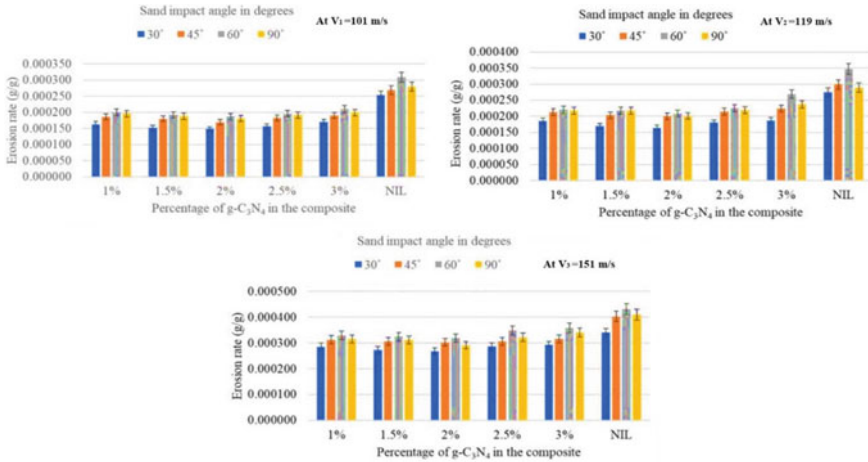 Sand impact angle in degrees
At V₁ =101 m/s
30˚ 45˚ 60˚ 90˚
Erosion rate (g/g)
0.000350
0.000300
0.000250
0.000200
0.000150
0.000100
0.000050
0.000000
1% 1.5% 2% 2.5% 3% NIL
Percentage of g-C₃N₄ in the composite
Sand impact angle in degrees
At V₂ =119 m/s
30˚ 45˚ 60˚ 90˚
Erosion rate (g/g)
0.000400
0.000350
0.000300
0.000250
0.000200
0.000150
0.000100
0.000050
0.000000
1% 1.5% 2% 2.5% 3% NIL
Percentage of g-C₃N₄ in the composite
Sand impact angle in degrees
30˚ 45˚ 60˚ 90˚ At V₃ =151 m/s
Erosion rate (g/g)
0.000500
0.000400
0.000300
0.000200
0.000100
0.000000
1% 1.5% 2% 2.5% 3% NIL
Percentage of g-C₃N₄ in the composite